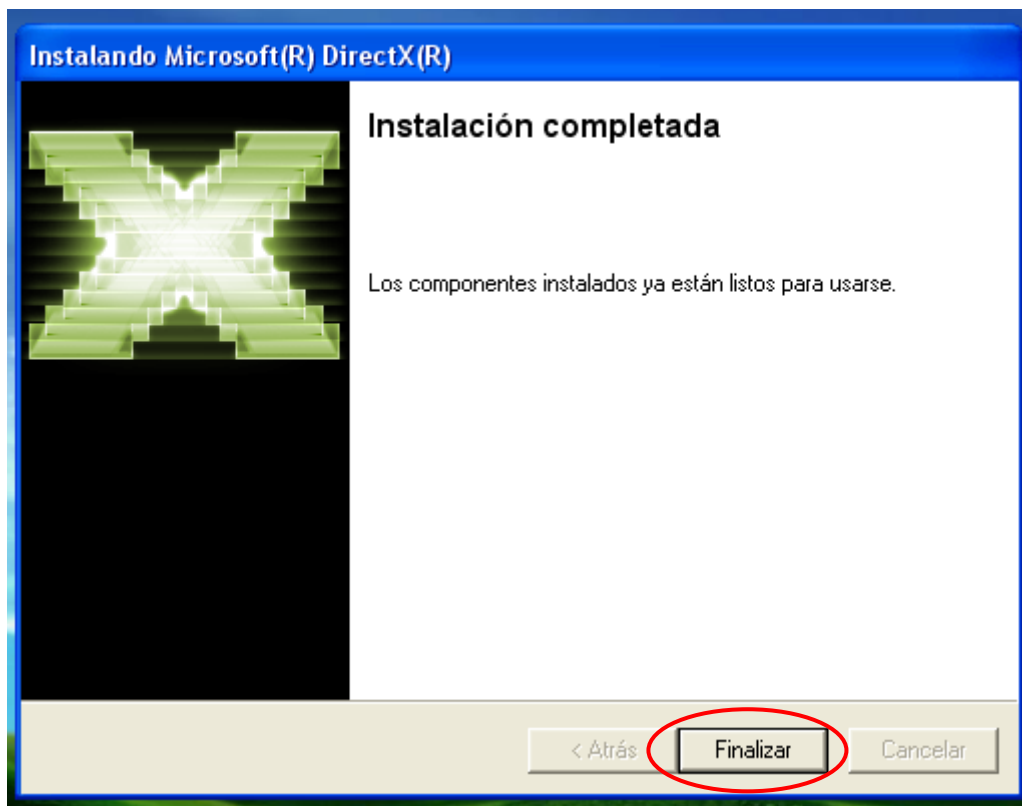 Instalando Microsoft(R) DirectX(R)
Instalación completada
Los componentes instalados ya están listos para usarse.
< Atrás Finalizar Cancelar